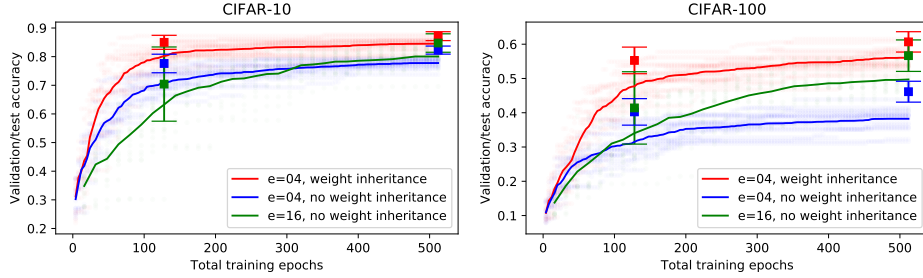 CIFAR-10
Validation/test accuracy
0.9
0.8
0.7
0.6
0.5
0.4
0.3
0.2
e=04, weight inheritance
e=04, no weight inheritance
e=16, no weight inheritance
0 100 200 300 400 500
Total training epochs
CIFAR-100
Validation/test accuracy
0.6
0.5
0.4
0.3
0.2
0.1
e=04, weight inheritance
e=04, no weight inheritance
e=16, no weight inheritance
0 100 200 300 400 500
Total training epochs